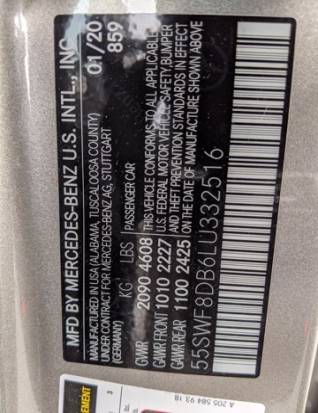 MFD BY MERCEDES-BENZ U.S. INTL., INC.
01/20
859
MANUFACTURED IN USA (ALABAMA, TUSCALOOSA COUNTY)
UNDER CONTRACT FOR MERCEDES-BENZ AG, STUTTGART
(GERMANY)
KG LBS PASSENGER CAR
GVWR 2090 4608 THIS VEHICLE CONFORMS TO ALL APPLICABLE
GAWR FRONT 1010 2227 U.S. FEDERAL MOTOR VEHICLE SAFETY, BUMPER
GAWR REAR 1100 2425 AND THEFT PREVENTION STANDARDS IN EFFECT
ON THE DATE OF MANUFACTURE SHOWN ABOVE
55SWF8DB6LU332516
A 205 584 93 18
EMENT